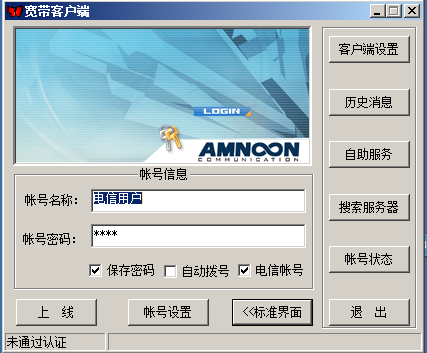 宽带客户端
LOGIN
AMNOON
COMMUNICATION
帐号信息
帐号名称:
电信用户
帐号密码:
****
保存密码
自动拨号
电信帐号
上 线
帐号设置
<<标准界面
客户端设置
历史消息
自助服务
搜索服务器
帐号状态
退 出
未通过认证